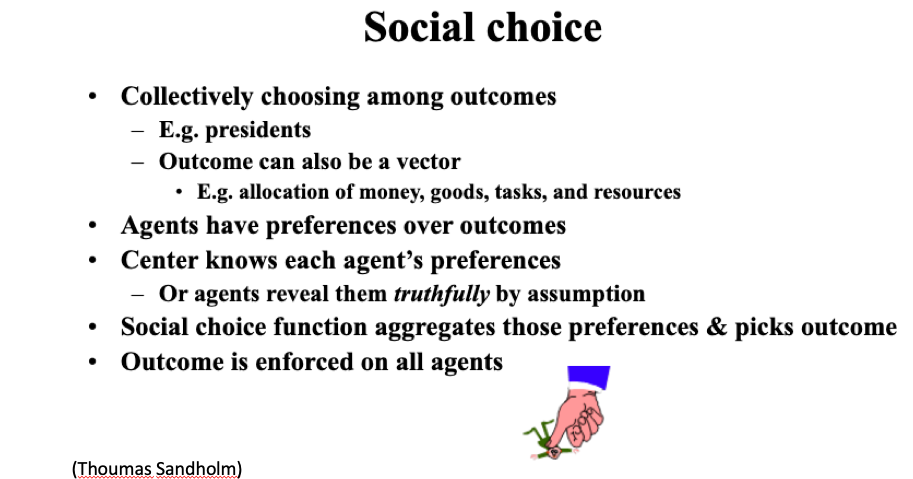 Social choice
• Collectively choosing among outcomes
– E.g. presidents
– Outcome can also be a vector
• E.g. allocation of money, goods, tasks, and resources
• Agents have preferences over outcomes
• Center knows each agent’s preferences
– Or agents reveal them truthfully by assumption
• Social choice function aggregates those preferences & picks outcome
• Outcome is enforced on all agents
(Thoumas Sandholm)